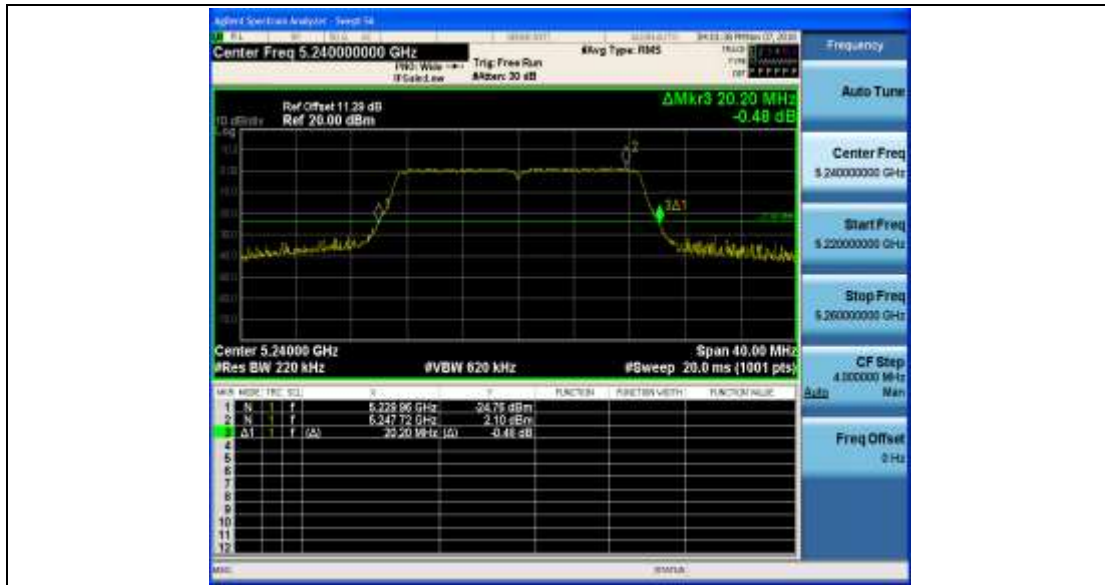 Agilent Spectrum Analyzer - Swept SA
Center Freq 5.240000000 GHz
PNO: Wide
IFGain:Low
Trig: Free Run
#Atten: 30 dB
#Avg Type: RMS
ΔMkr3 20.20 MHz
-0.48 dB
Ref Offset 11.29 dB
10 dB/div Ref 20.00 dBm
Log
2
3Δ1
Center 5.24000 GHz
Span 40.00 MHz
#Res BW 220 kHz
#VBW 620 kHz
#Sweep 20.0 ms (1001 pts)
MKR MODE TRC SCL X Y FUNCTION FUNCTION WIDTH FUNCTION VALUE
1 N 1 f 5.229 96 GHz -24.76 dBm
2 N 1 f 5.247 72 GHz 2.10 dBm
3 Δ1 1 f (Δ) 20.20 MHz (Δ) -0.48 dB
4
5
6
7
8
9
10
11
12
MSG
STATUS
Frequency
Auto Tune
Center Freq
5.240000000 GHz
Start Freq
5.220000000 GHz
Stop Freq
5.260000000 GHz
CF Step
4.000000 MHz
Auto Man
Freq Offset
0 Hz